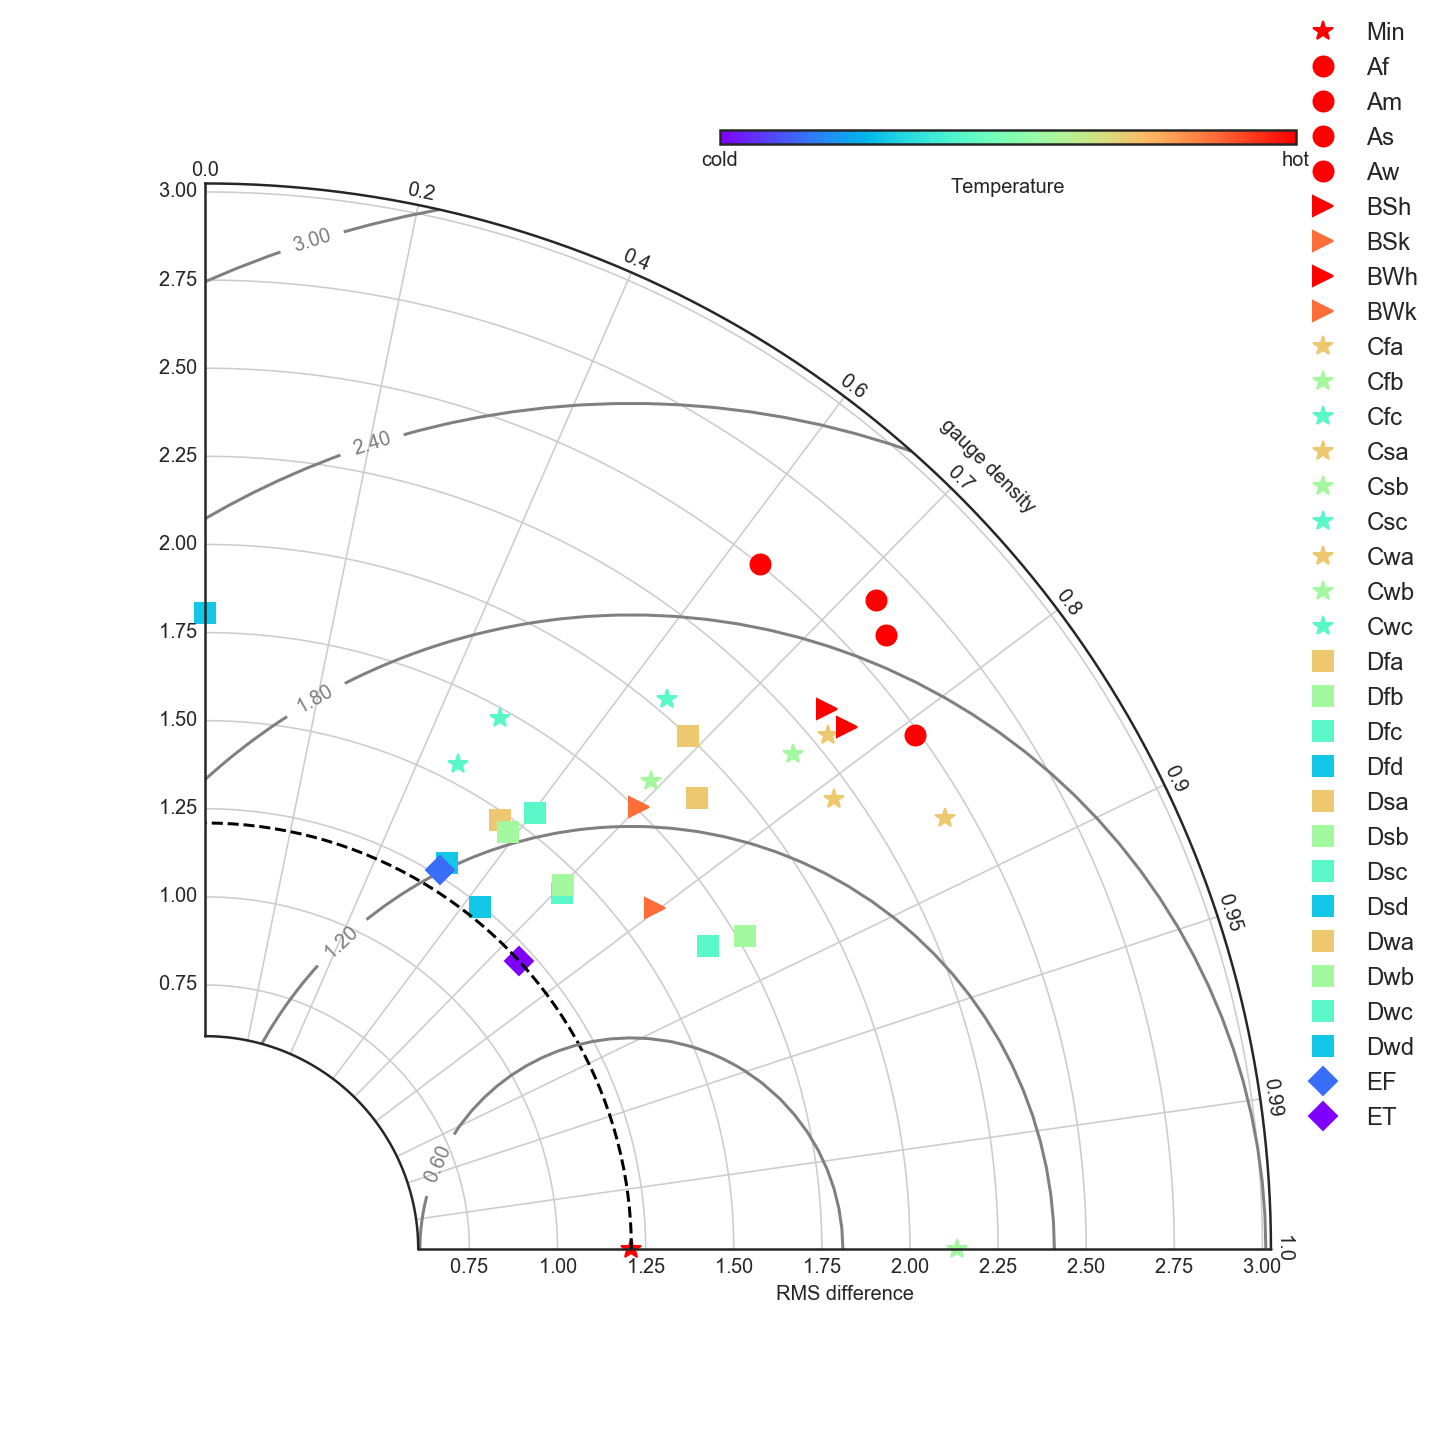 Min
Af
Am
As
Aw
BSh
BSk
BWh
BWk
Cfa
Cfb
Cfc
Csa
Csb
Csc
Cwa
Cwb
Cwc
Dfa
Dfb
Dfc
Dfd
Dsa
Dsb
Dsc
Dsd
Dwa
Dwb
Dwc
Dwd
EF
ET
cold
hot
Temperature
0.0
0.2
0.4
0.6
gauge density
0.7
0.8
0.9
0.95
0.99
1.0
3.00
2.75
2.50
2.25
2.00
1.75
1.50
1.25
1.00
0.75
3.00
2.40
1.80
1.20
0.60
0.75 1.00 1.25 1.50 1.75 2.00 2.25 2.50 2.75 3.00
RMS difference